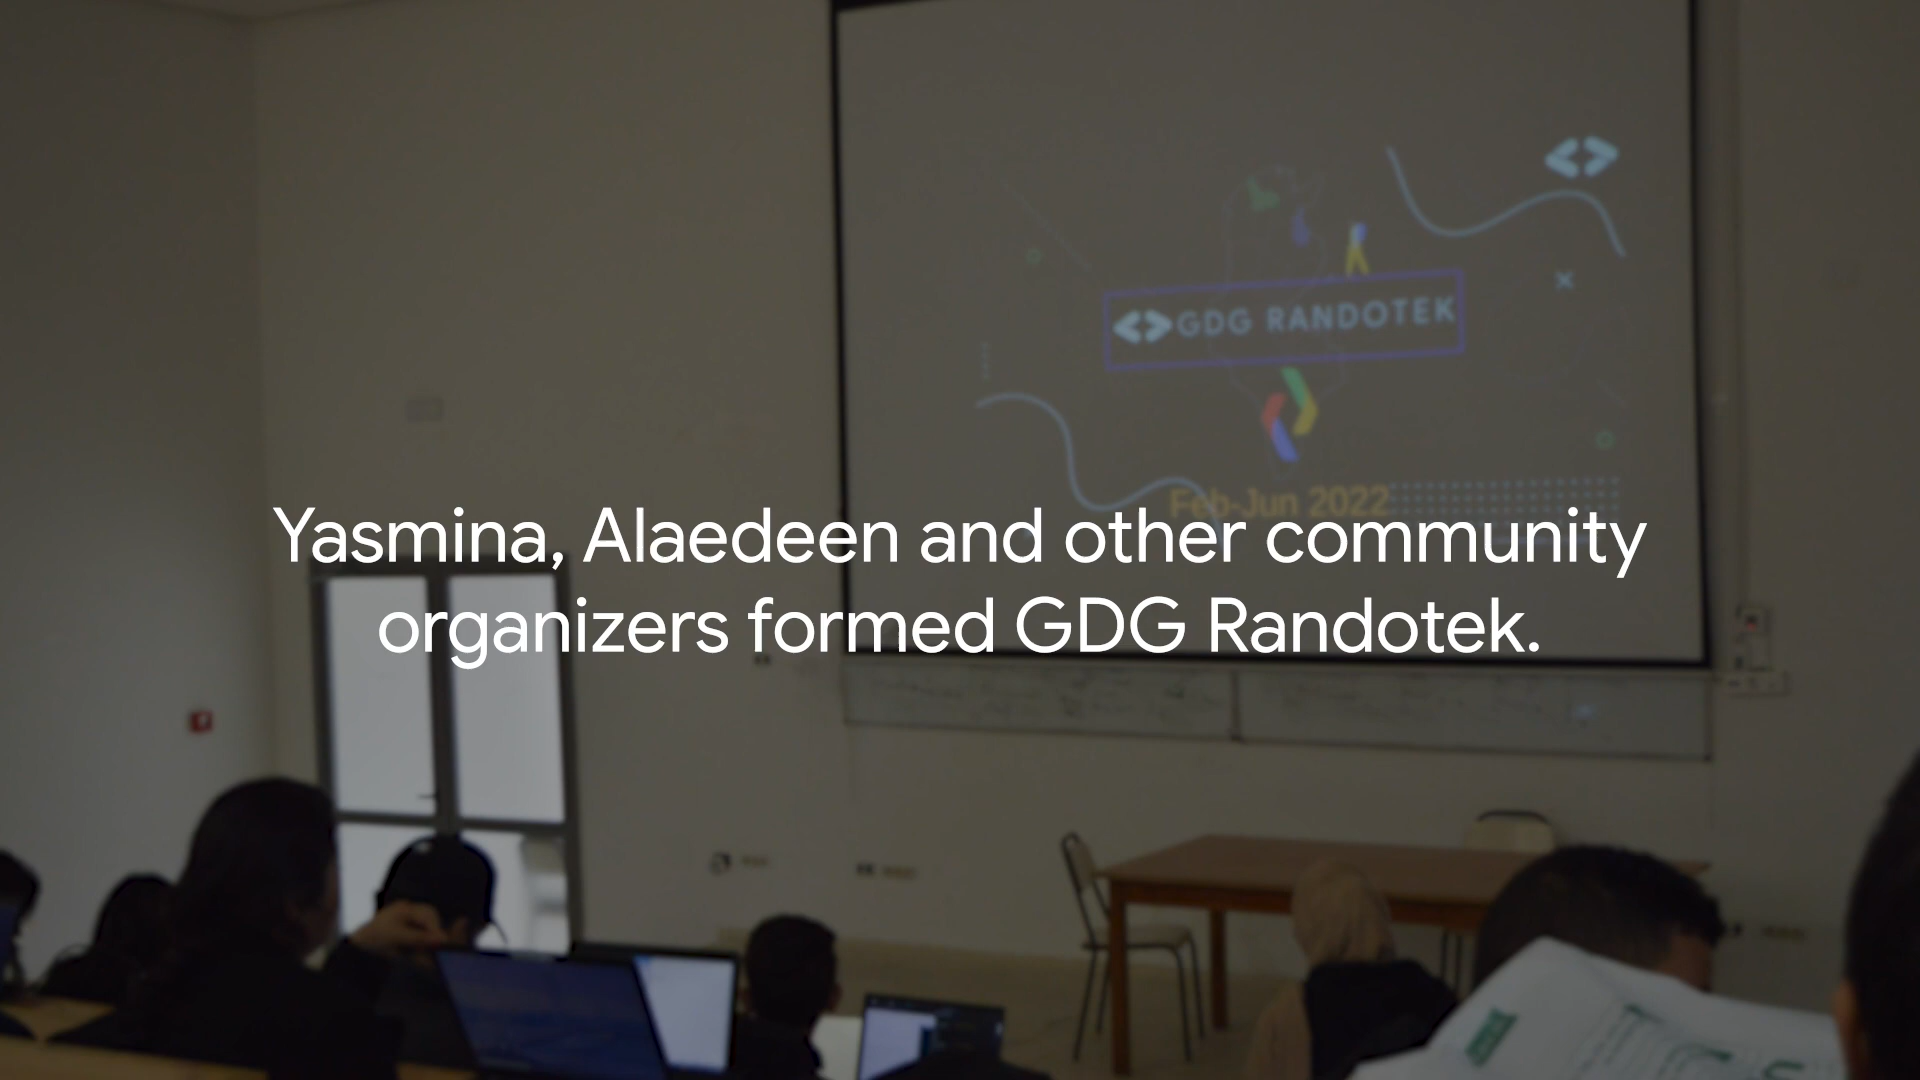 <> GDG RANDOTEK
Feb-Jun 2022
Yasmina, Alaedeen and other community
organizers formed GDG Randotek.